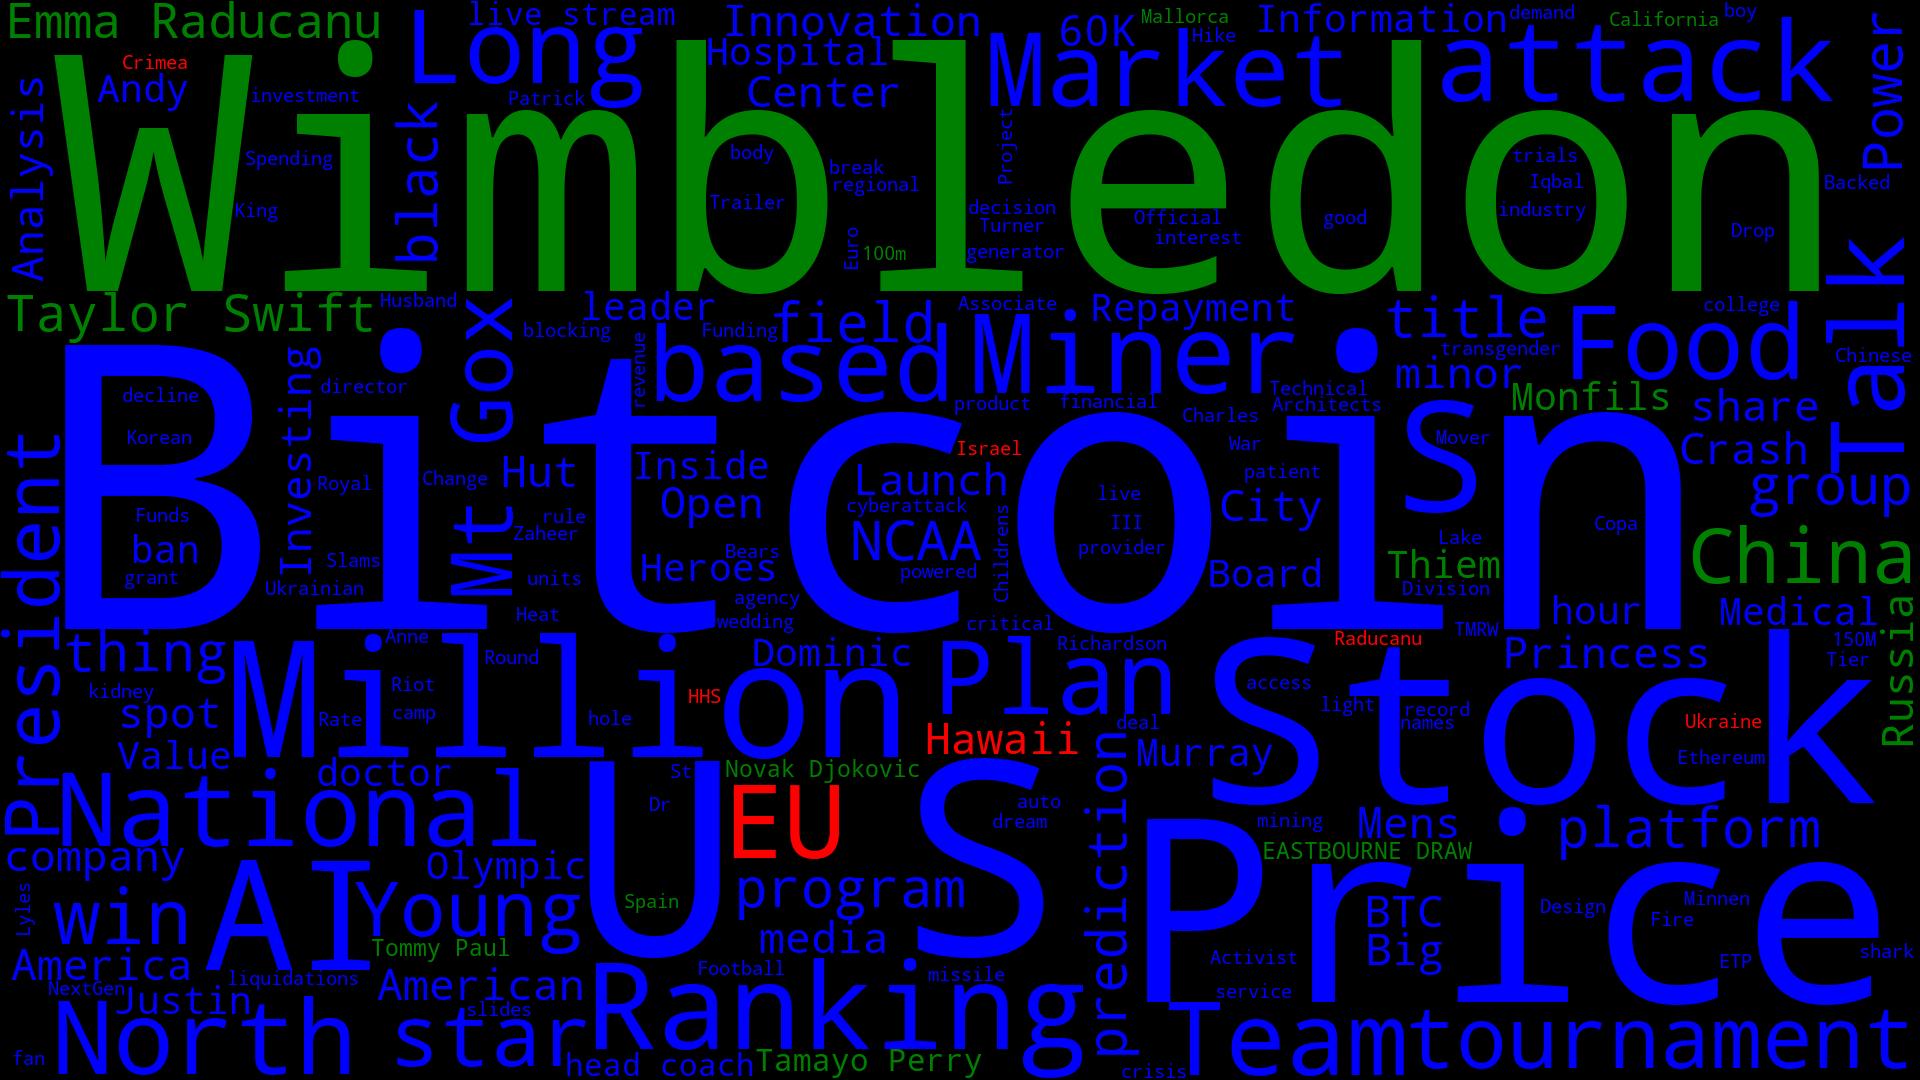 Emma Raducanu
live stream
Innovation
60K
Mallorca
Information
demand
California
boy
Crimea
Long
Hospital
Hike
Market
attack
Power
Andy
investment
Patrick
Center
Analysis
black
Wimbledon
Spending
body
break
regional
Project
trials
Iqbal
Backed
King
Trailer
decision
Turner
Official
good
industry
interest
Drop
Euro
100m
generator
Taylor Swift
Husband
leader
blocking
Funding
field
Associate
Repayment
title
college
Talk
Mt Gox
revenue
based
Miner
Food
transgender
Chinese
Investing
director
minor
Monfils
share
decline
product
financial
Technical
Architects
Charles
Bitcoin
S
Korean
War
Mover
Crash
Israel
President
Royal
Change
Hut
Inside
Launch
live
patient
group
Open
cyberattack
City
Funds
rule
Zaheer
NCAA
III
Copa
ban
provider
Lake
China
Slams
Bears
Childrens
Thiem
grant
units
Heroes
powered
Board
Division
Ukrainian
agency
Heat
wedding
critical
hour
Medical
Russia
thing
Anne
Richardson
Raducanu
TMRW
150M
Tier
Round
Dominic
Plan
Princess
kidney
Riot
HHS
access
spot
Million
camp
Rate
hole
deal
light
record
names
Stock
Ukraine
Value
Hawaii
Murray
Ethereum
doctor
St
Novak Djokovic
National
Dr
EU
auto
dream
prediction
mining
Mens
platform
company
U S
EASTBOURNE DRAW
Olympic
Price
Lyles
win
AI
Young
Spain
program
BTC
Design
Minnen
Fire
Tommy Paul
media
Big
America
liquidations
Football
missile
Activist
ETP
shark
NextGen
Justin
American
Ranking
service
North
slides
star
fan
head coach
Tamayo Perry
crisis
Team
tournament